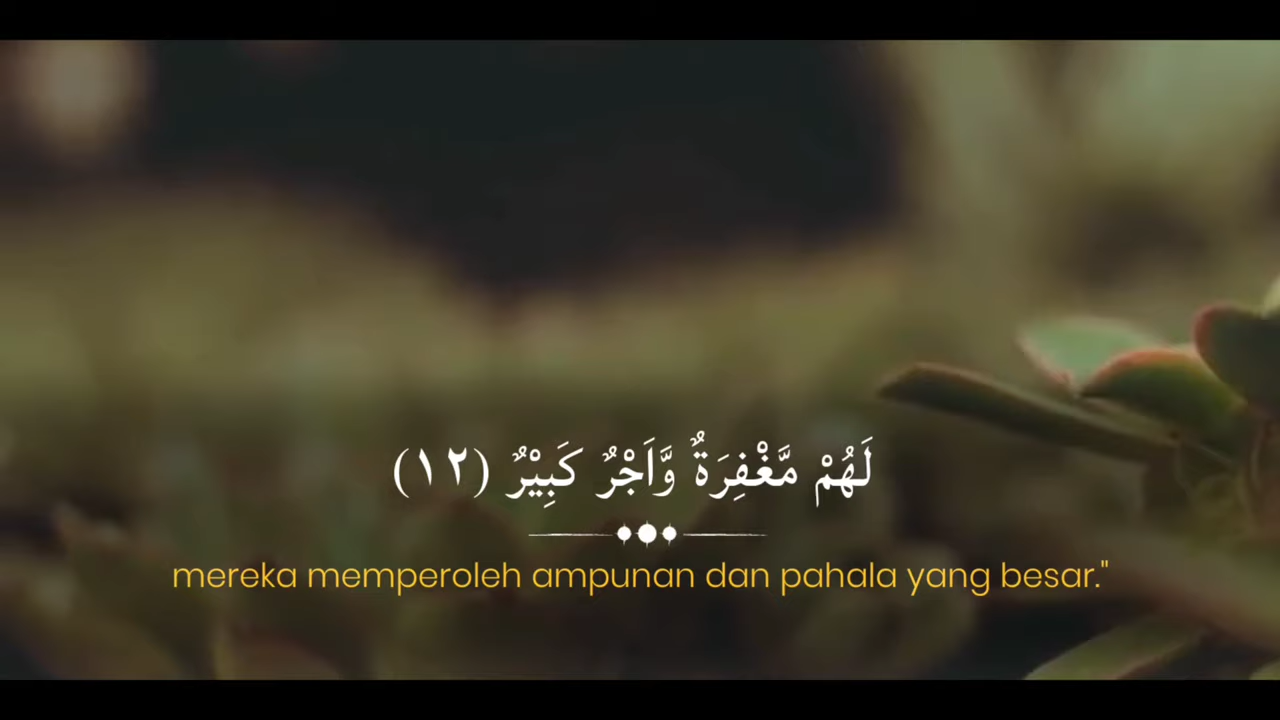 لَهُمْ مَّغْفِرَةٌ وَّاَجْرٌ كَبِيْرٌ (١٢)
mereka memperoleh ampunan dan pahala yang besar."